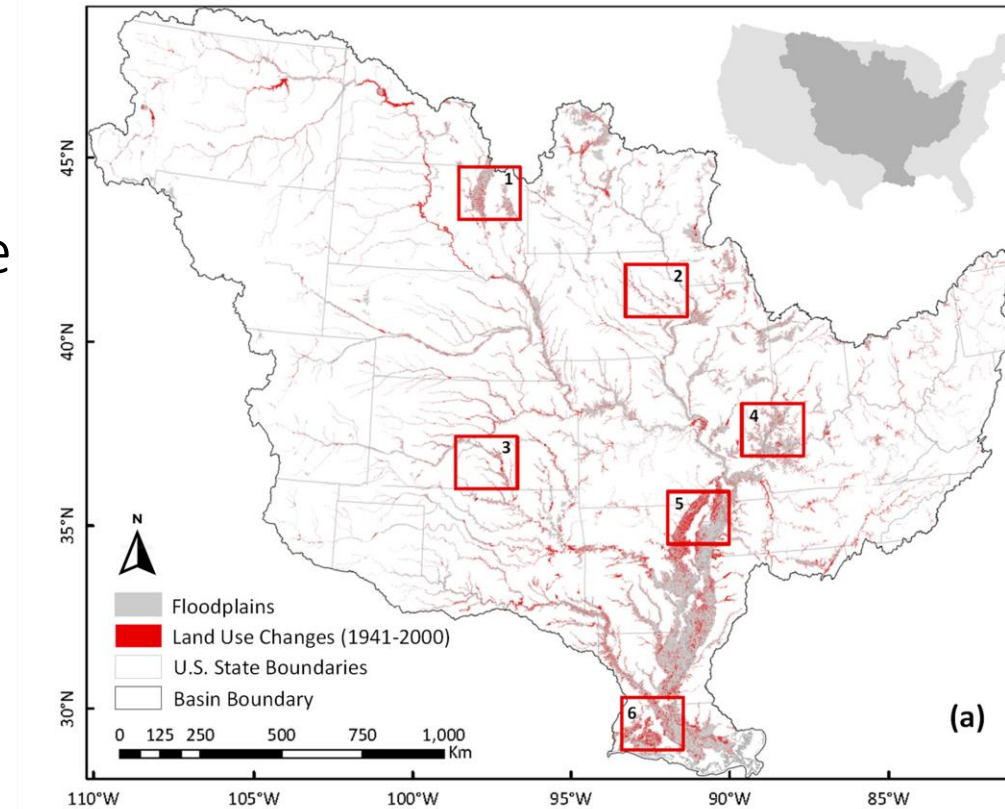 e
45°N
40°N
35°N
30°N
1
2
3
4
5
6
N
Floodplains
Land Use Changes (1941-2000)
U.S. State Boundaries
Basin Boundary
0 125 250 500 750 1,000
Km
(a)
110°W 105°W 100°W 95°W 90°W 85°W